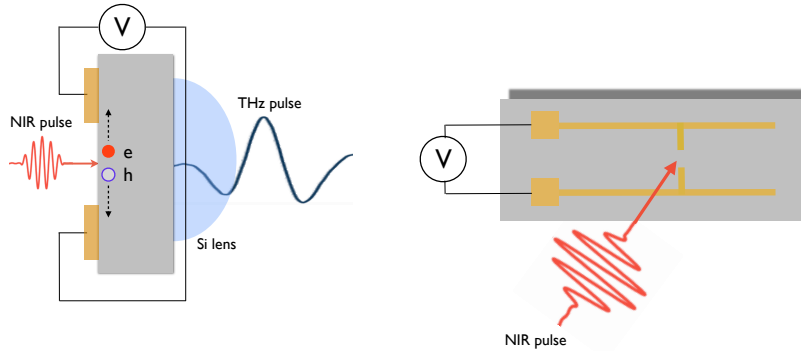 V
NIR pulse
e
h
THz pulse
Si lens
V
NIR pulse